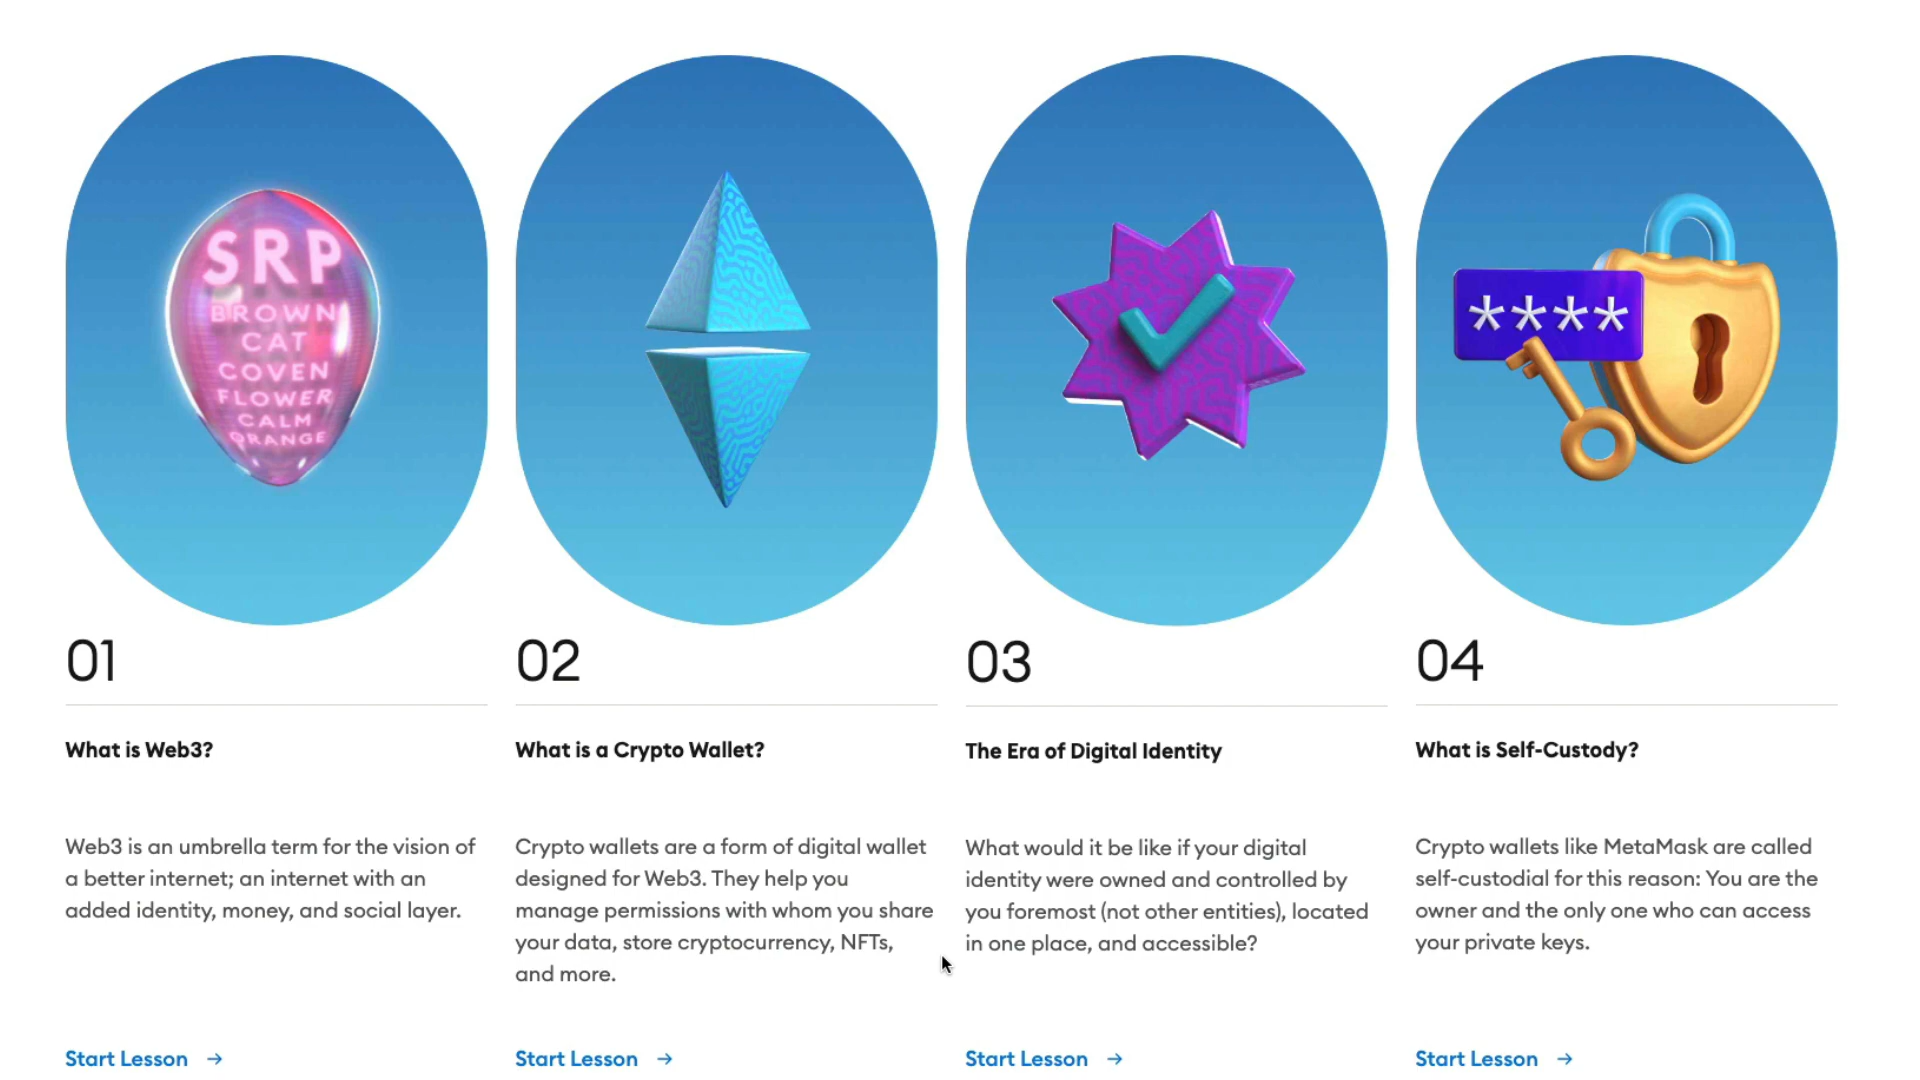 SRP
BROWN
CAT
COVEN
FLOWER
CALM
ORANGE
****
01
What is Web3?
Web3 is an umbrella term for the vision of
a better internet; an internet with an
added identity, money, and social layer.
Start Lesson →
02
What is a Crypto Wallet?
Crypto wallets are a form of digital wallet
designed for Web3. They help you
manage permissions with whom you share
your data, store cryptocurrency, NFTs,
and more.
Start Lesson →
03
The Era of Digital Identity
What would it be like if your digital
identity were owned and controlled by
you foremost (not other entities), located
in one place, and accessible?
Start Lesson →
04
What is Self-Custody?
Crypto wallets like MetaMask are called
self-custodial for this reason: You are the
owner and the only one who can access
your private keys.
Start Lesson →